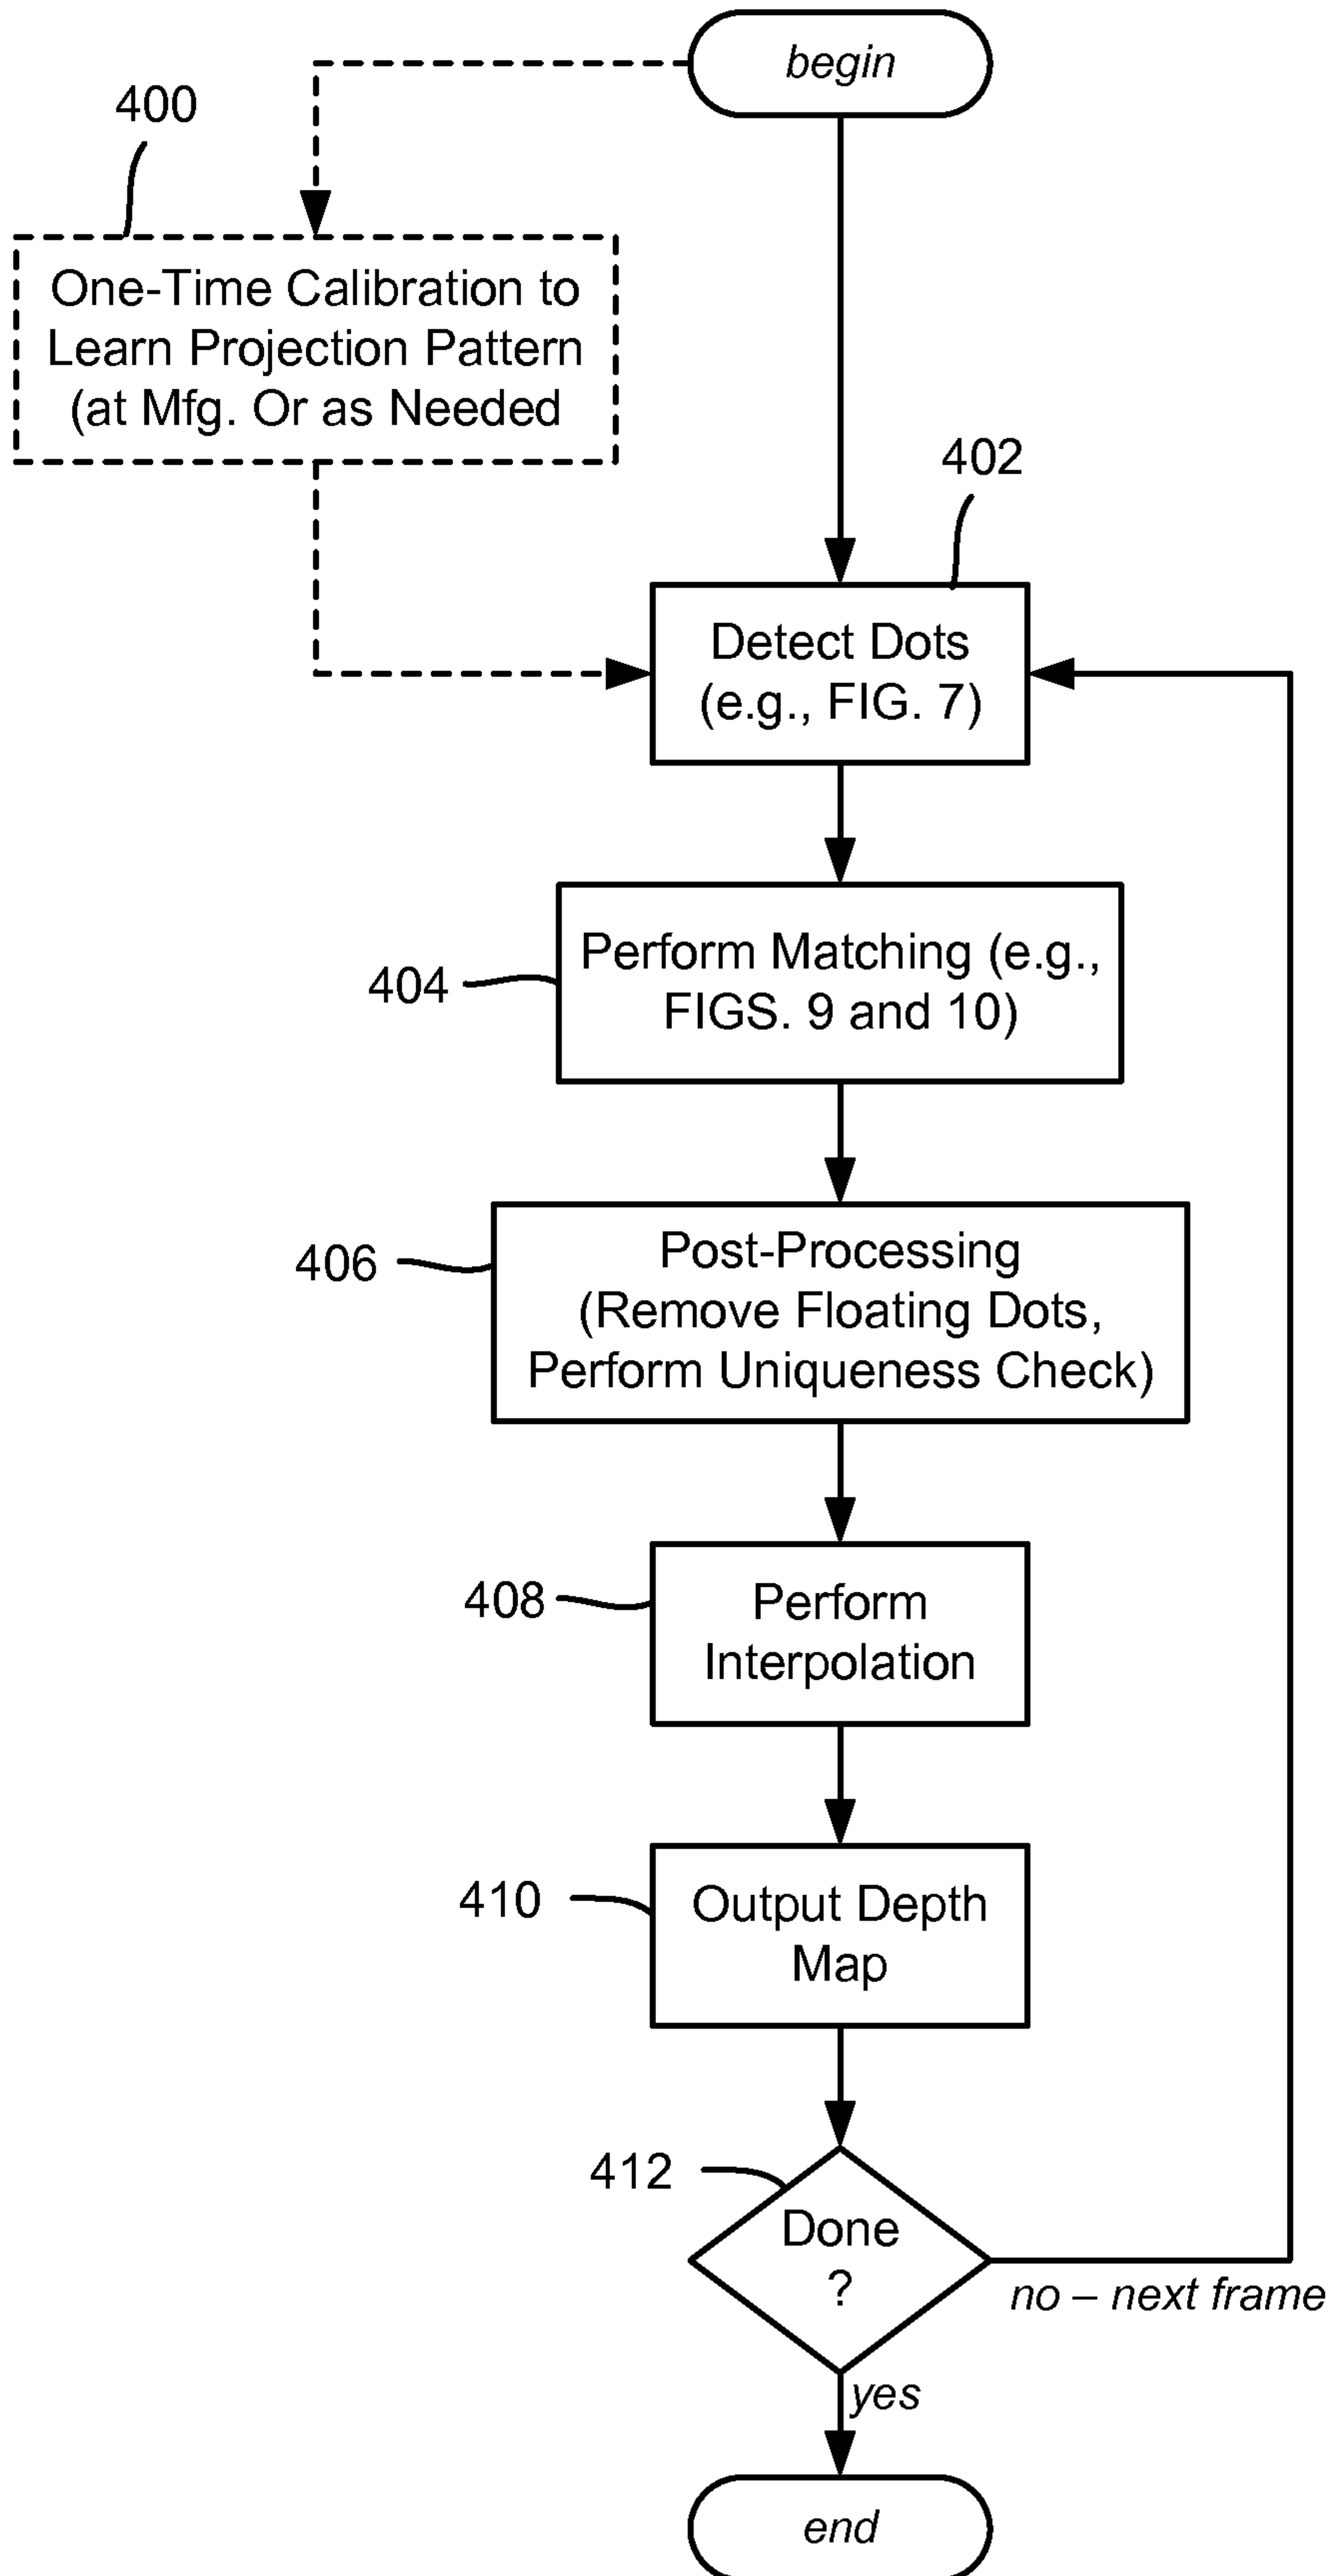 begin
400
One-Time Calibration to
Learn Projection Pattern
(at Mfg. Or as Needed
402
Detect Dots
(e.g., FIG. 7)
404
Perform Matching (e.g.,
FIGS. 9 and 10)
406
Post-Processing
(Remove Floating Dots,
Perform Uniqueness Check)
408
Perform
Interpolation
410
Output Depth
Map
412
Done
?
no – next frame
yes
end